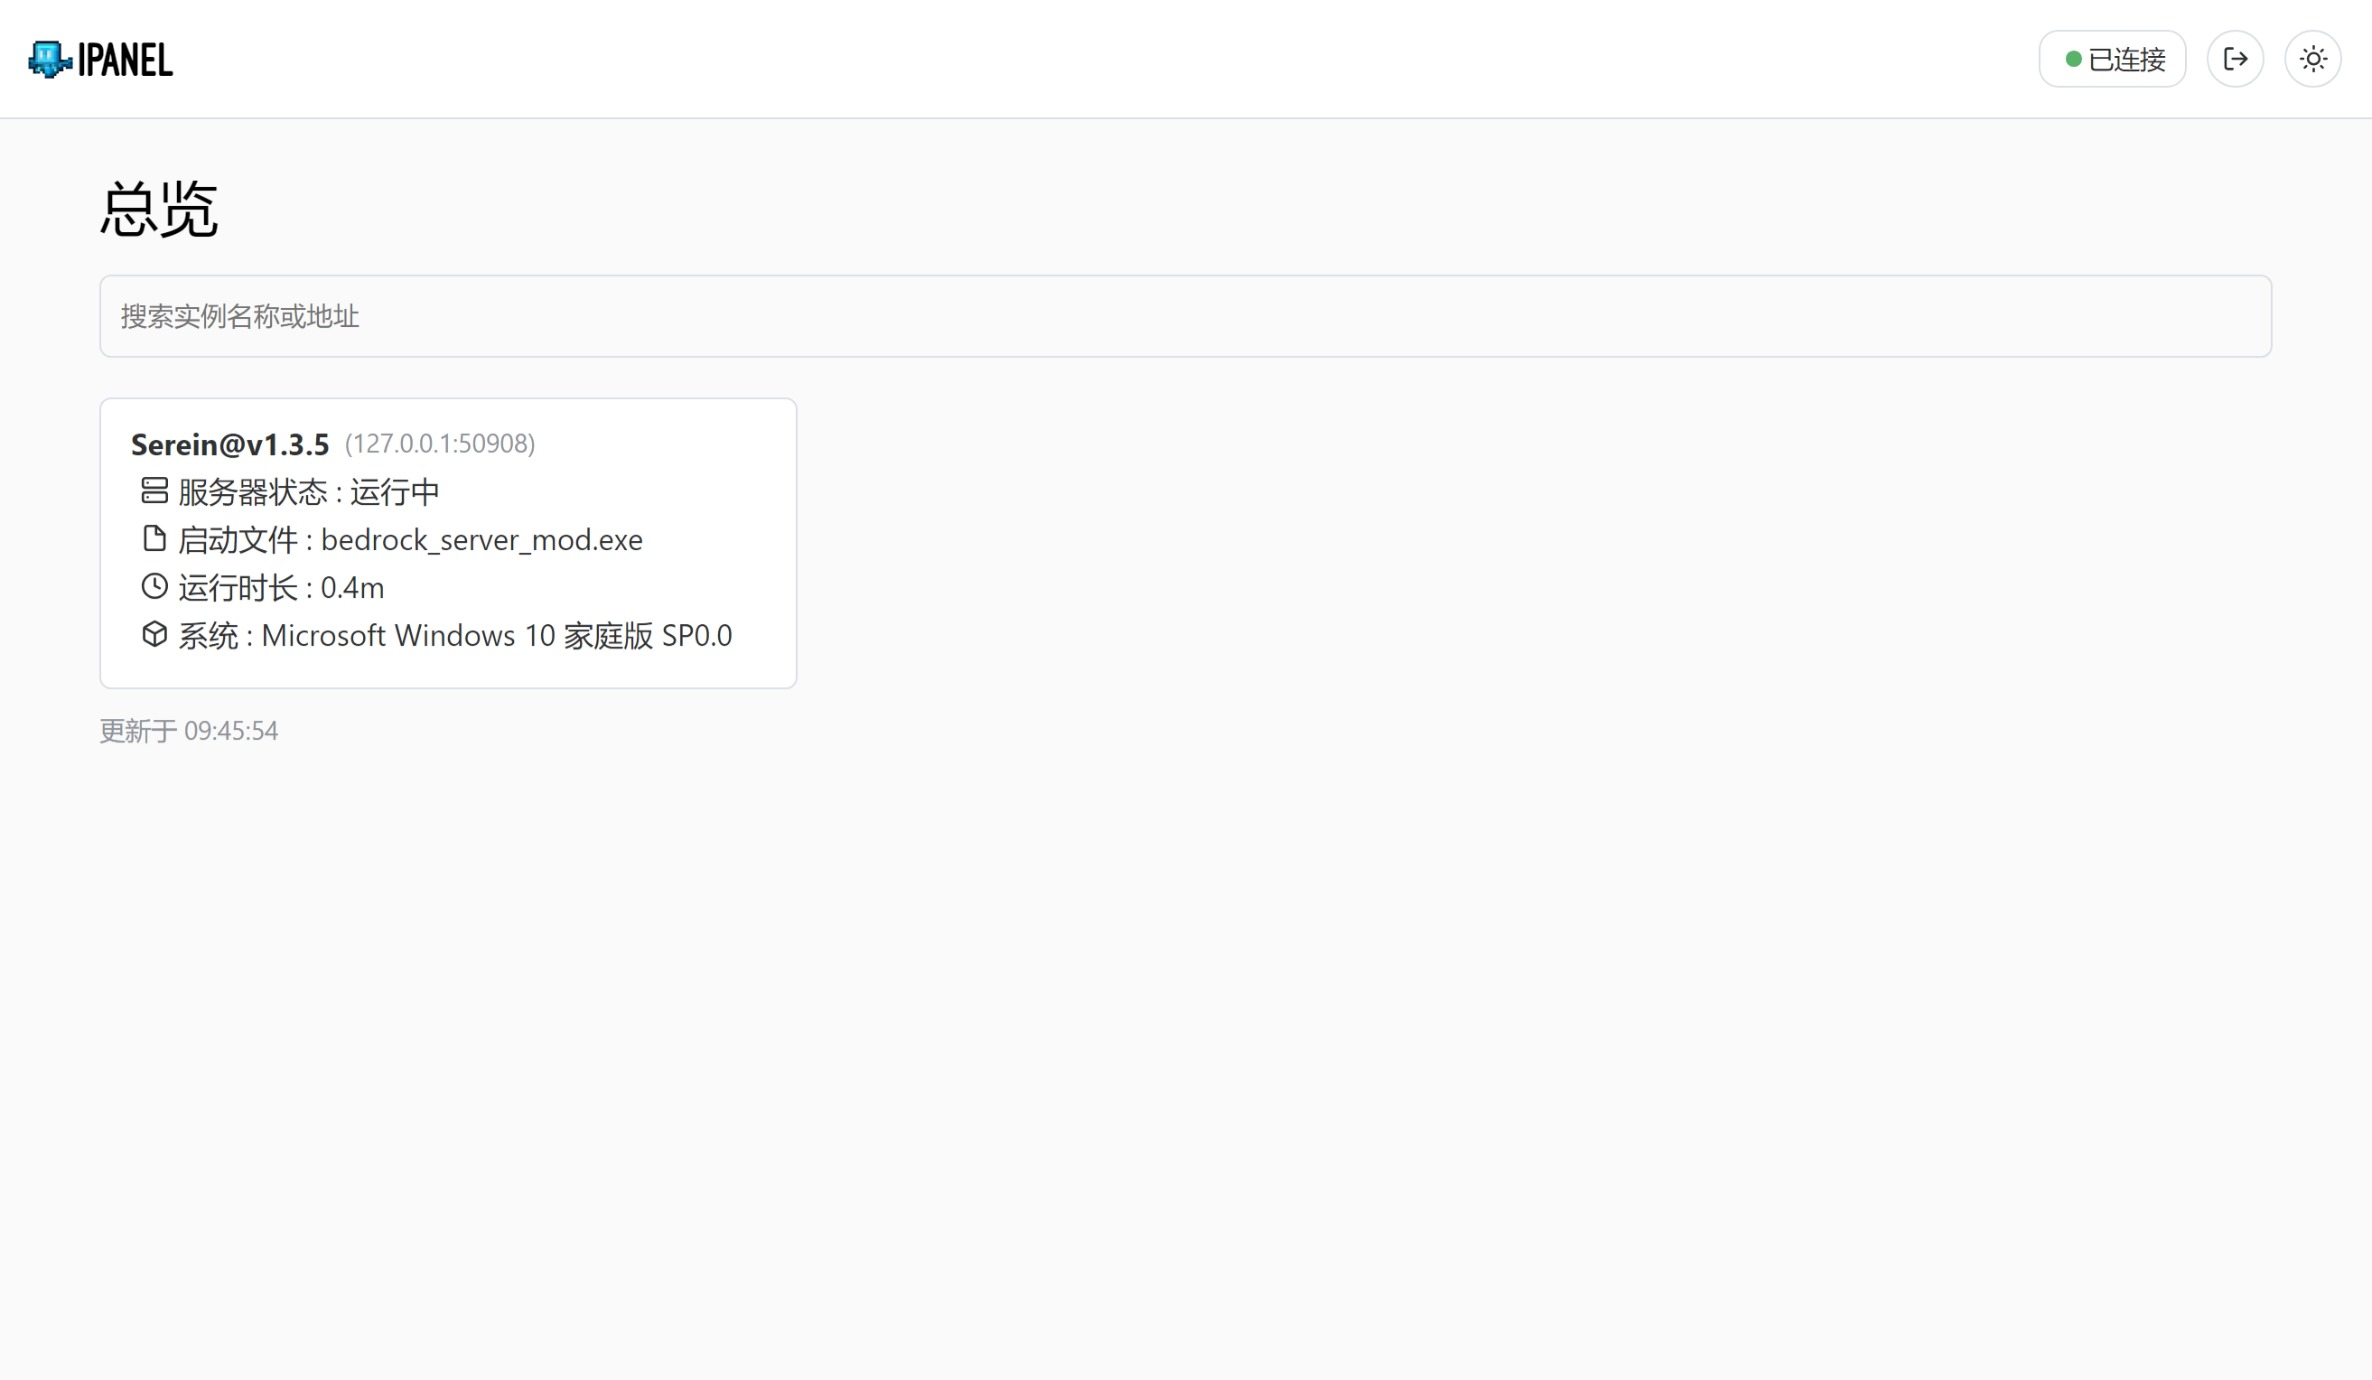 IPANEL
已连接
总览
搜索实例名称或地址
Serein@v1.3.5 (127.0.0.1:50908)
服务器状态 : 运行中
启动文件 : bedrock_server_mod.exe
运行时长 : 0.4m
系统 : Microsoft Windows 10 家庭版 SP0.0
更新于 09:45:54